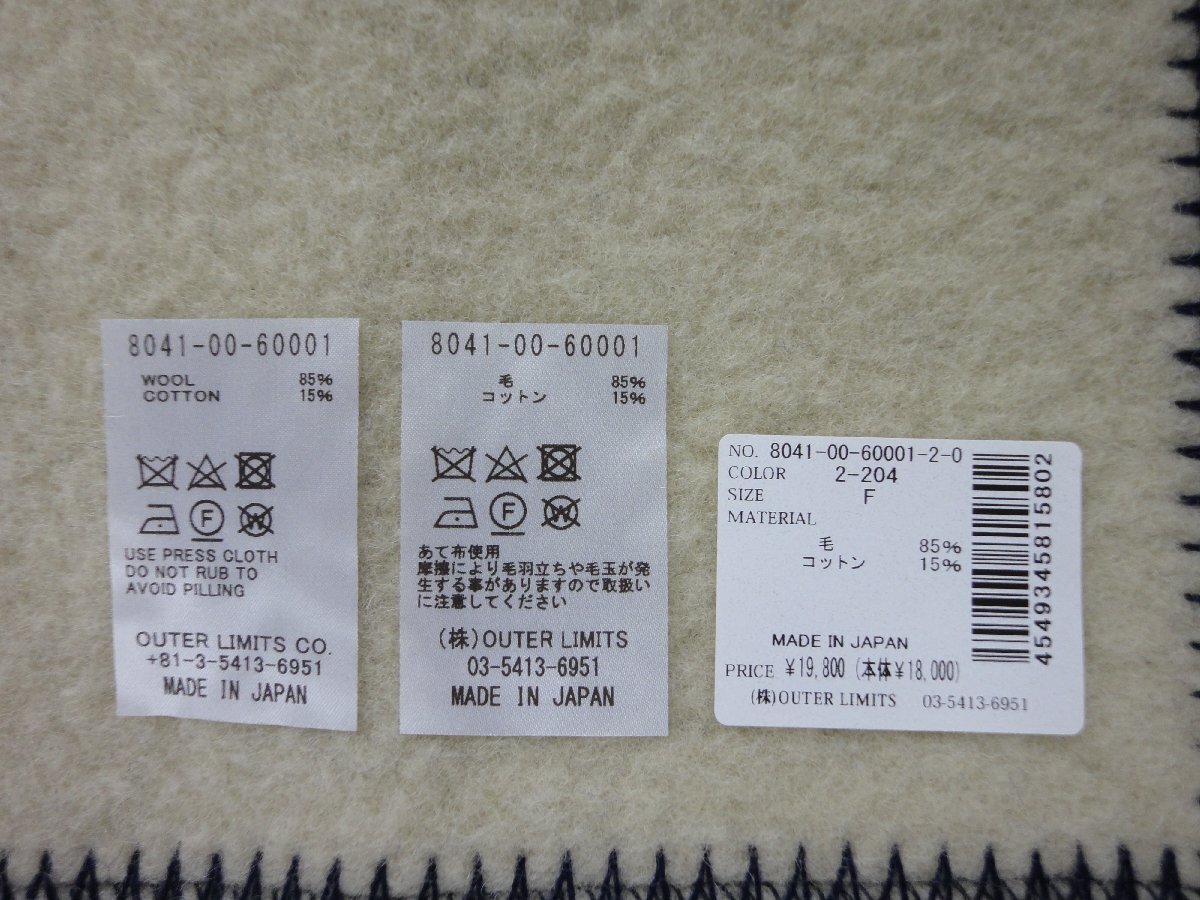 8041-00-60001
WOOL 85%
COTTON 15%
F W
USE PRESS CLOTH
DO NOT RUB TO
AVOID PILLING
OUTER LIMITS CO.
+81-3-5413-6951
MADE IN JAPAN
8041-00-60001
毛 85%
コットン 15%
F W
あて布使用
摩擦により毛羽立ちや毛玉が発
生する事がありますので取扱い
に注意してください
(株)OUTER LIMITS
03-5413-6951
MADE IN JAPAN
NO. 8041-00-60001-2-0
COLOR 2-204
SIZE F
MATERIAL
毛 85%
コットン 15%
MADE IN JAPAN
PRICE ¥19,800 (本体¥18,000)
(株)OUTER LIMITS 03-5413-6951
4549345815802